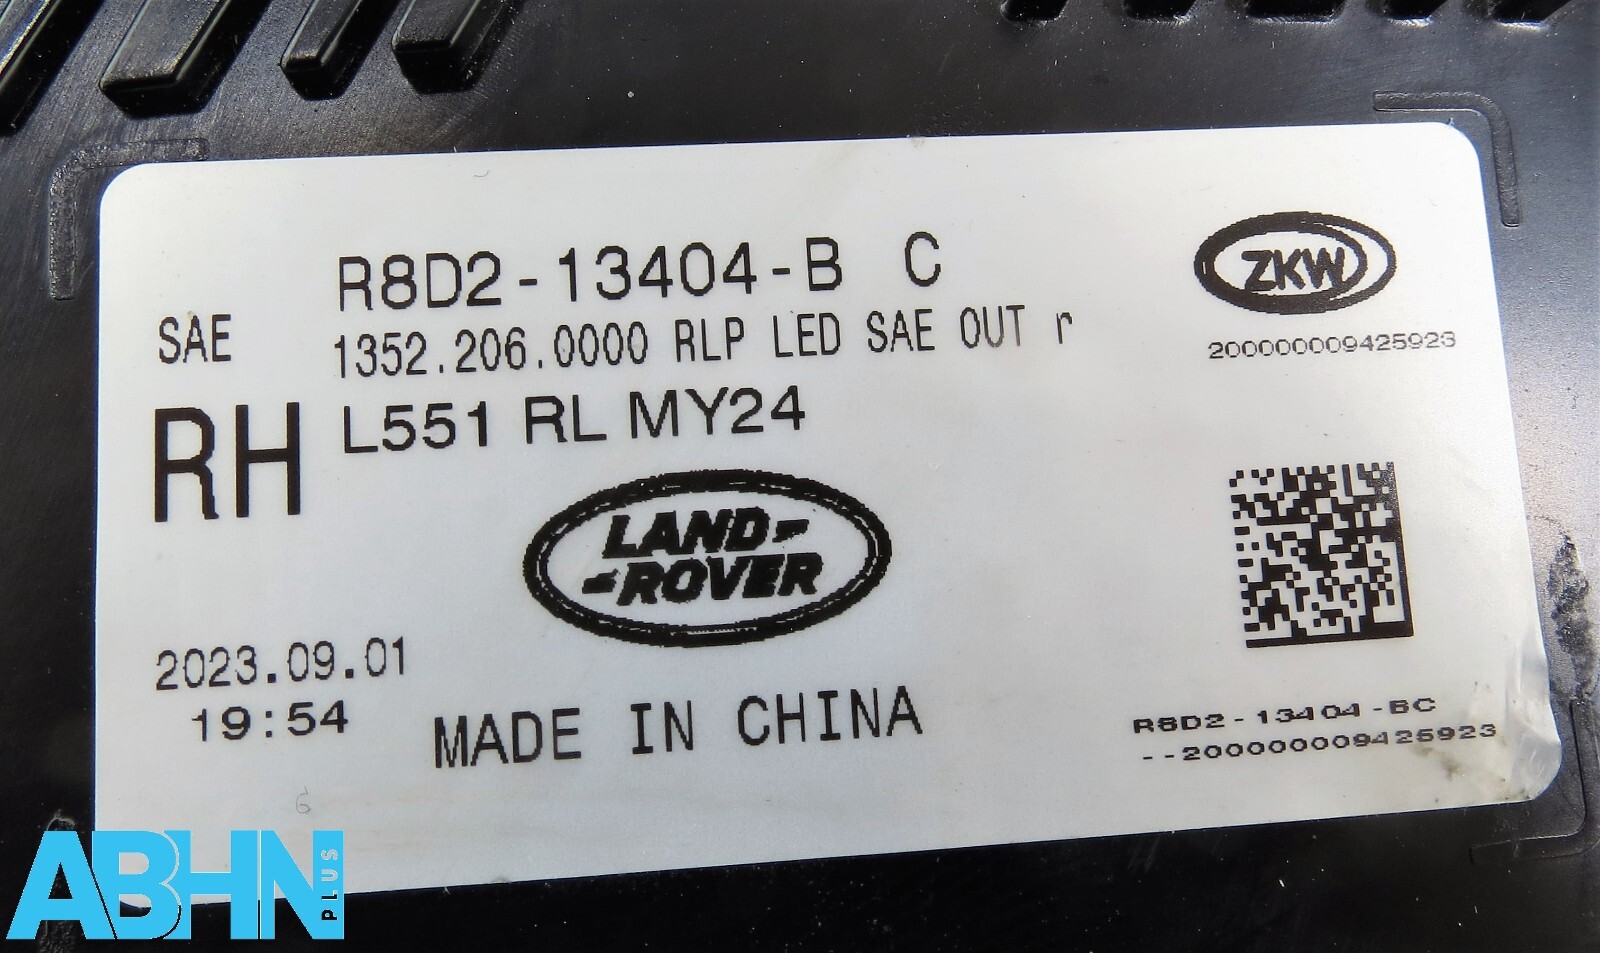 R8D2-13404-B C
SAE
1352.206.0000 RLP LED SAE OUT r
RH
L551 RL MY24
LAND-
-ROVER
ZKW
200000009425923
2023.09.01
19:54
MADE IN CHINA
R8D2-13404-BC
--200000009425923
6
ABHN PLUS